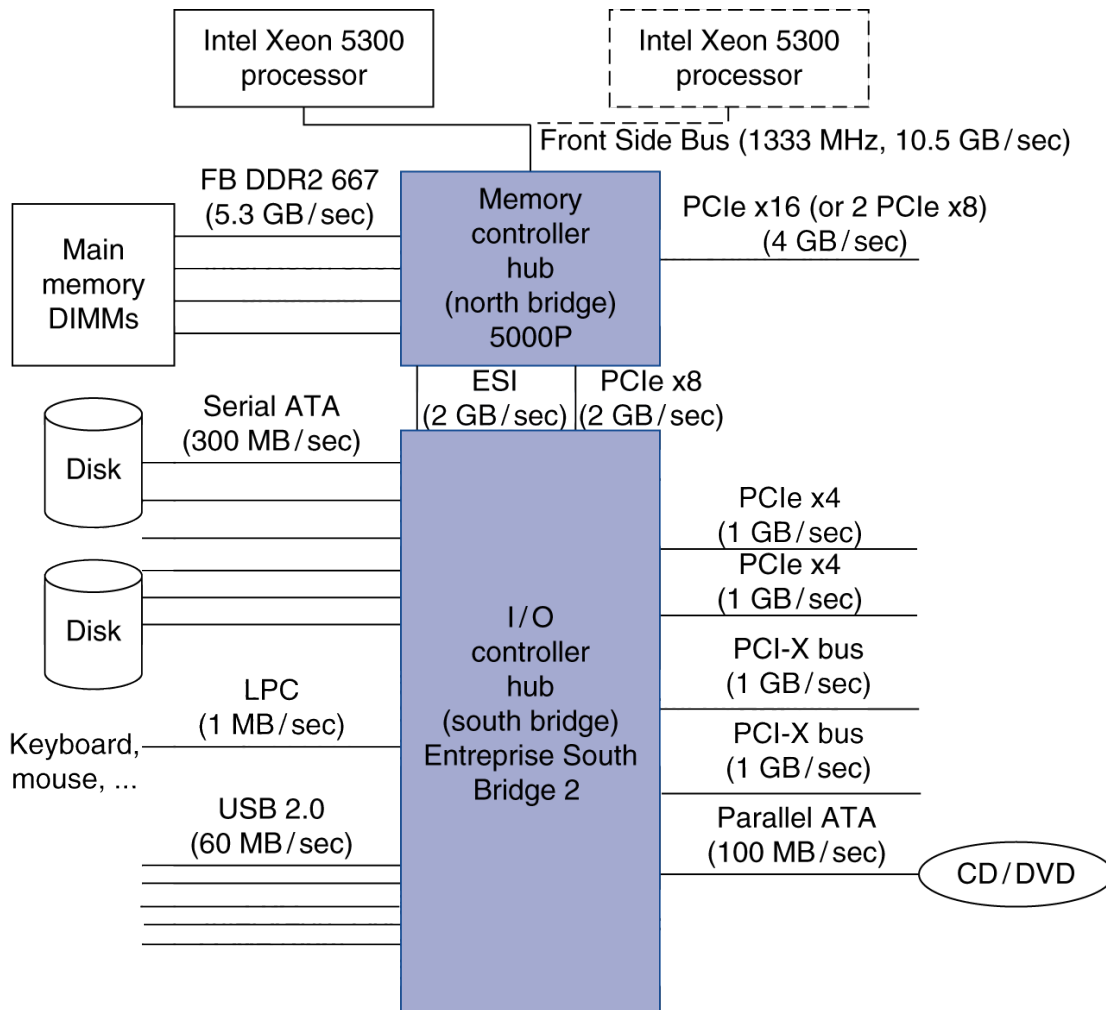 Intel Xeon 5300
processor
Intel Xeon 5300
processor
Front Side Bus (1333 MHz, 10.5 GB/sec)
FB DDR2 667
(5.3 GB/sec)
Main
memory
DIMMs
Memory
controller
hub
(north bridge)
5000P
PCIe x16 (or 2 PCIe x8)
(4 GB/sec)
ESI
(2 GB/sec)
PCIe x8
(2 GB/sec)
Serial ATA
(300 MB/sec)
Disk
Disk
LPC
(1 MB/sec)
Keyboard,
mouse, ...
USB 2.0
(60 MB/sec)
I/O
controller
hub
(south bridge)
Entreprise South
Bridge 2
PCIe x4
(1 GB/sec)
PCIe x4
(1 GB/sec)
PCI-X bus
(1 GB/sec)
PCI-X bus
(1 GB/sec)
Parallel ATA
(100 MB/sec)
CD/DVD